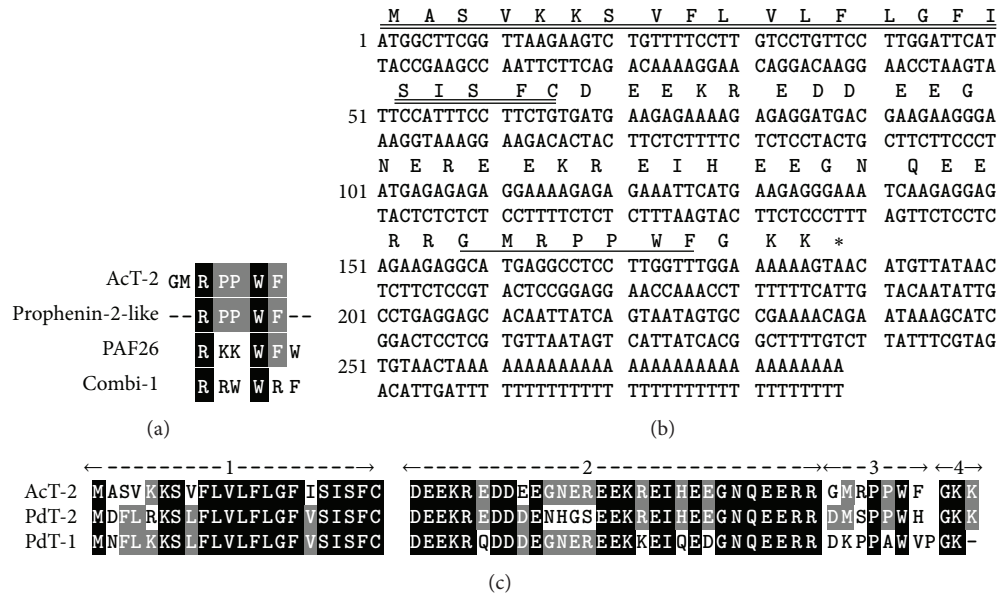 AcT-2 GM R PP W F
Prophenin-2-like -- R PP W F --
PAF26 R KK W F W
Combi-1 R RW W R F
(a)
M A S V K K S V F L V L F L G F I
1 ATGGCTTCGG TTAAGAAGTC TGTTTTCCTT GTCCTGTTCC TTGGATTCAT
TACCGAAGCC AATTCTTCAG ACAAAAGGAA CAGGACAAGG AACCTAAGTA
S I S F C D E E K R E D D E E G
51 TTCCATTTCC TTCTGTGATG AAGAGAAAAG AGAGGATGAC GAAGAAGGGA
AAGGTAAAGG AAGACACTAC TTCTCTTTTC TCTCCTACTG CTTCTTCCCT
N E R E E K R E I H E E G N Q E E
101 ATGAGAGAGA GGAAAAGAGA GAAATTCATG AAGAGGGAAA TCAAGAGGAG
TACTCTCTCT CCTTTTCTCT CTTTAAGTAC TTCTCCCTTT AGTTCTCCTC
R R G M R P P W F G K K *
151 AGAAGAGGCA TGAGGCCTCC TTGGTTTGGA AAAAAGTAAC ATGTTATAAC
TCTTCTCCGT ACTCCGGAGG AACCAAACCT TTTTTCATTG TACAATATTG
201 CCTGAGGAGC ACAATTATCA GTAATAGTGC CGAAAACAGA ATAAAGCATC
GGACTCCTCG TGTTAATAGT CATTATCACG GCTTTTGTCT TATTTCGTAG
251 TGTAACTAAA AAAAAAAAAA AAAAAAAAAA AAAAAAAAA
ACATTGATTT TTTTTTTTTT TTTTTTTTTT TTTTTTTTT
(b)
1 2 3 4
AcT-2 MASVKKSVFLVLFLGFISISFC DEEKREDDEEGNEREEKREIHEEGNQEERR GMRPPWF GKK
PdT-2 MDFLRKSLFLVLFLGFVSISFC DEEKREDDDENHGSEEKREIHEEGNQEERR DMSPPWH GKK
PdT-1 MNFLKKSLFLVLFLGFVSISFC DEEKRQDDDEGNEREEKKEIQEDGNQEERR DKPPAWVPGK-
(c)